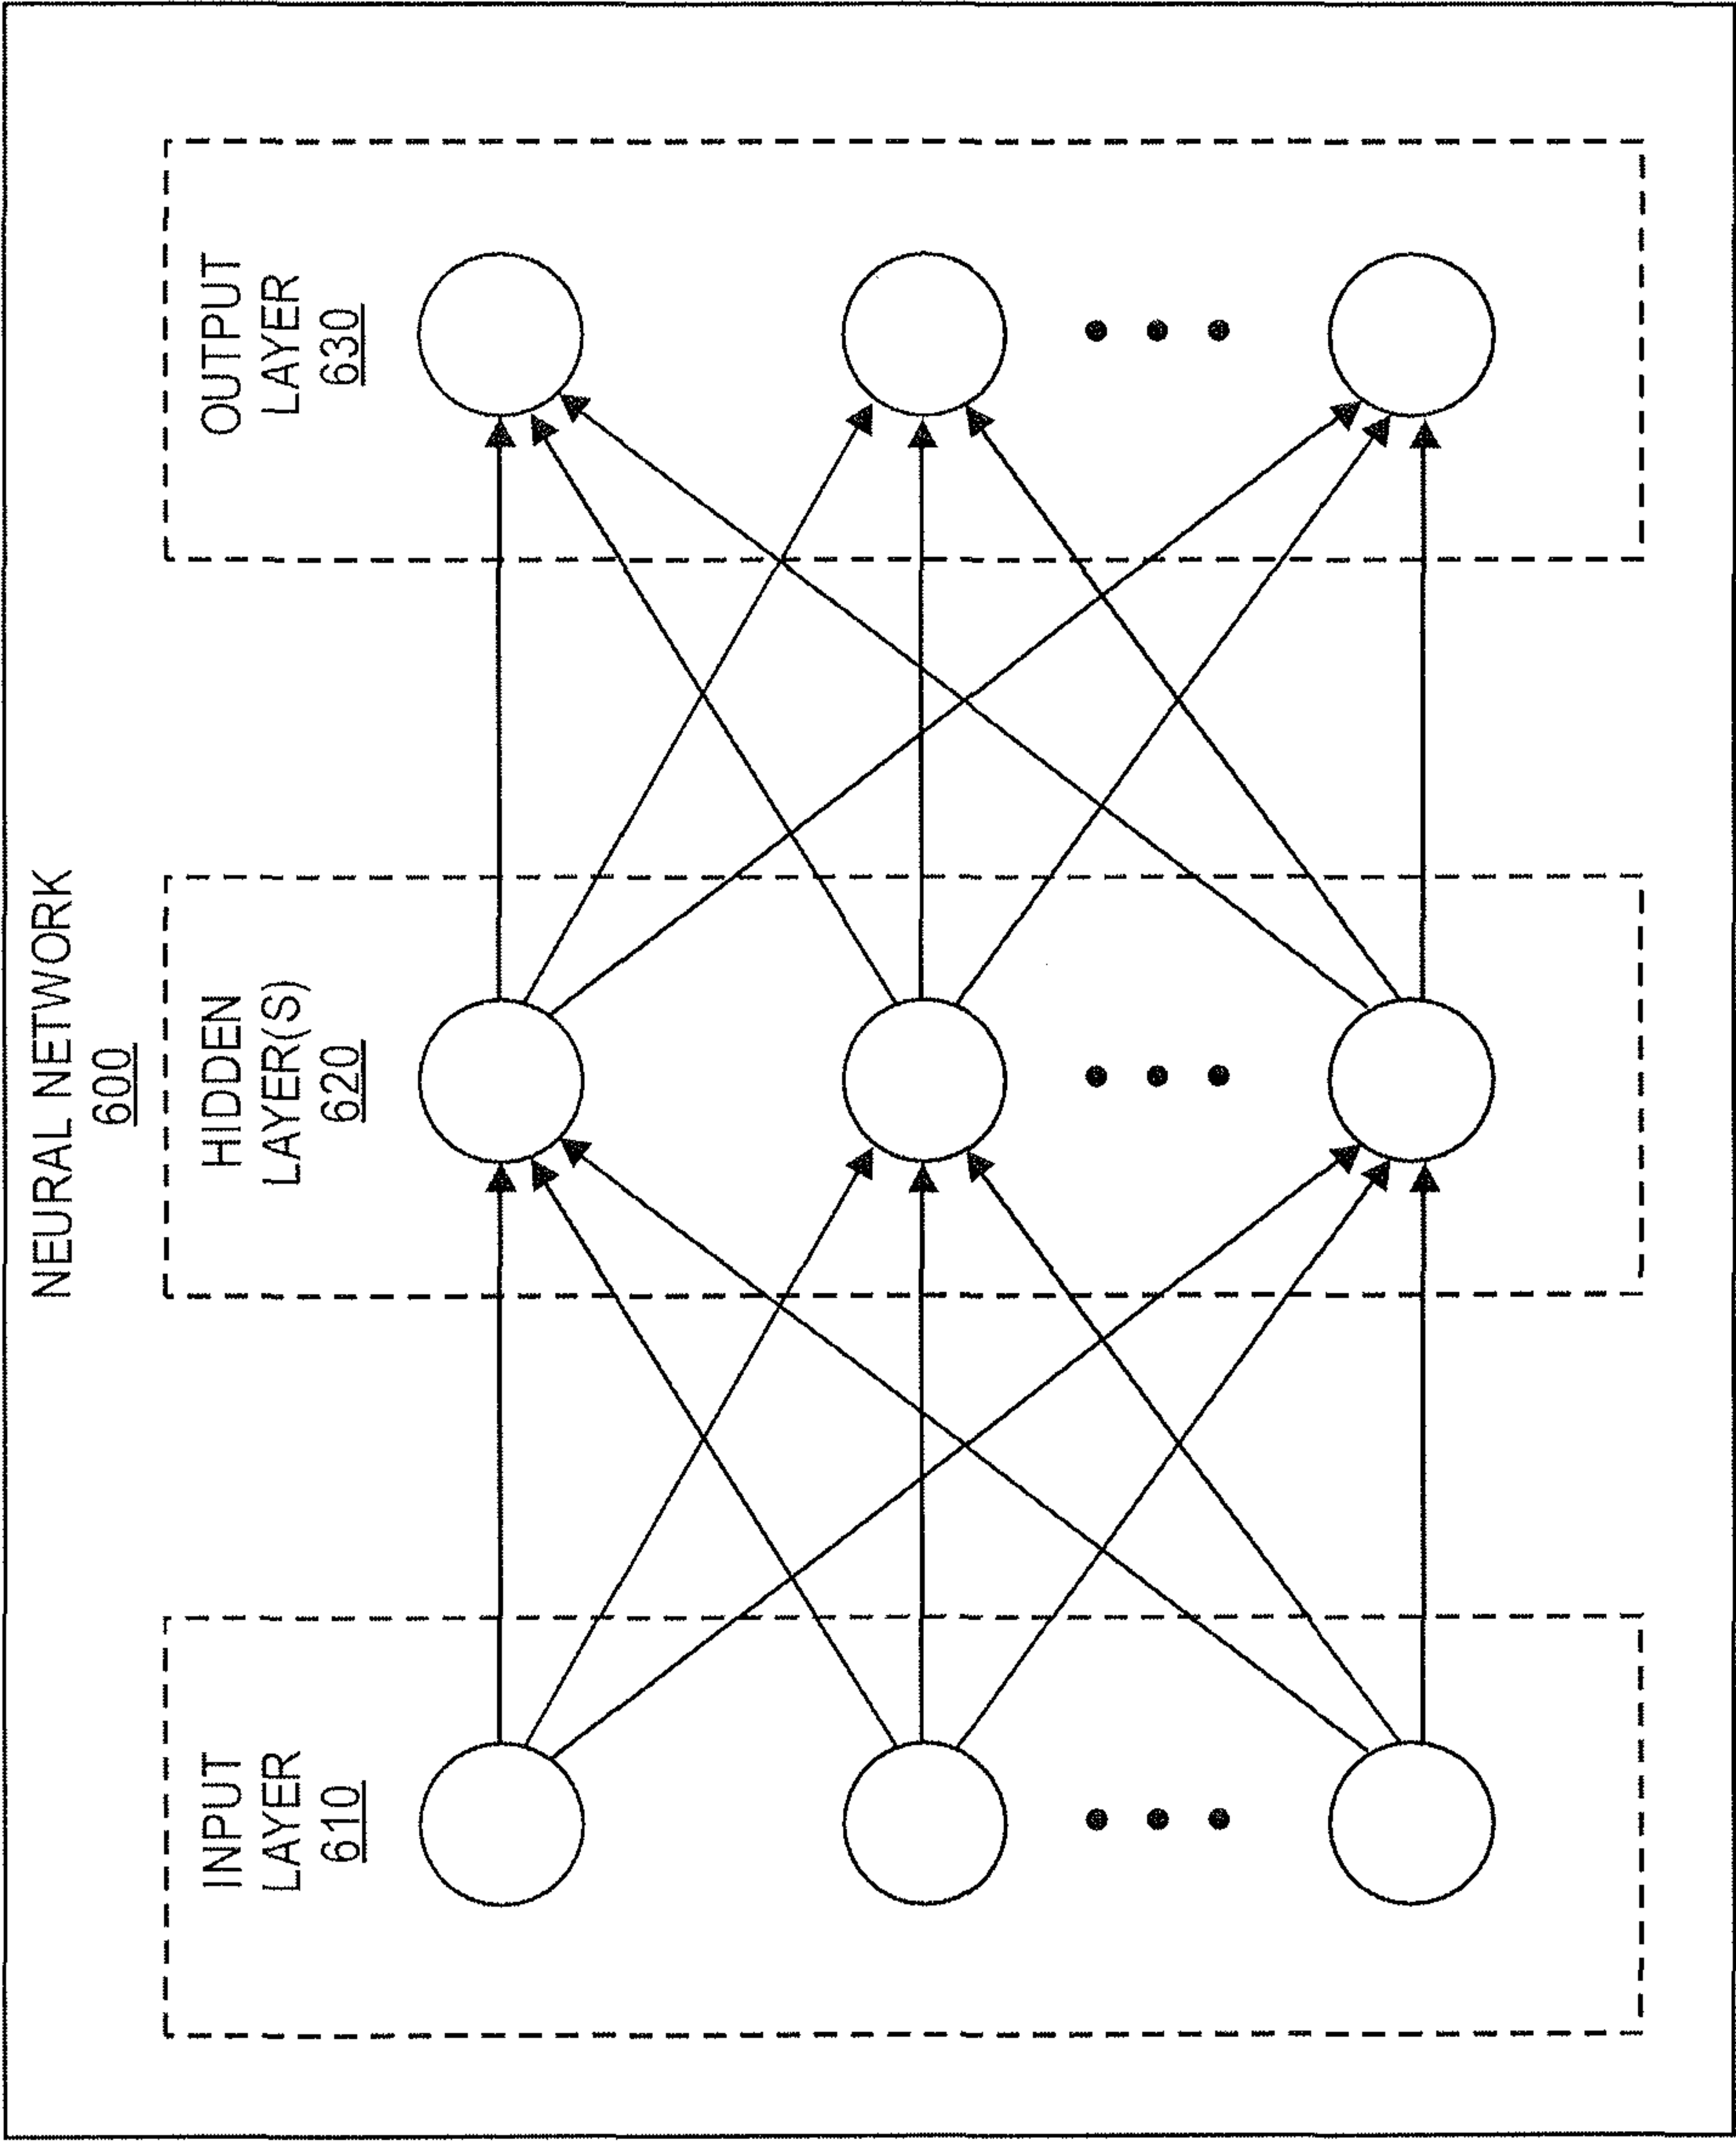 NEURAL NETWORK
600
INPUT
LAYER
610
HIDDEN
LAYER(S)
620
OUTPUT
LAYER
630